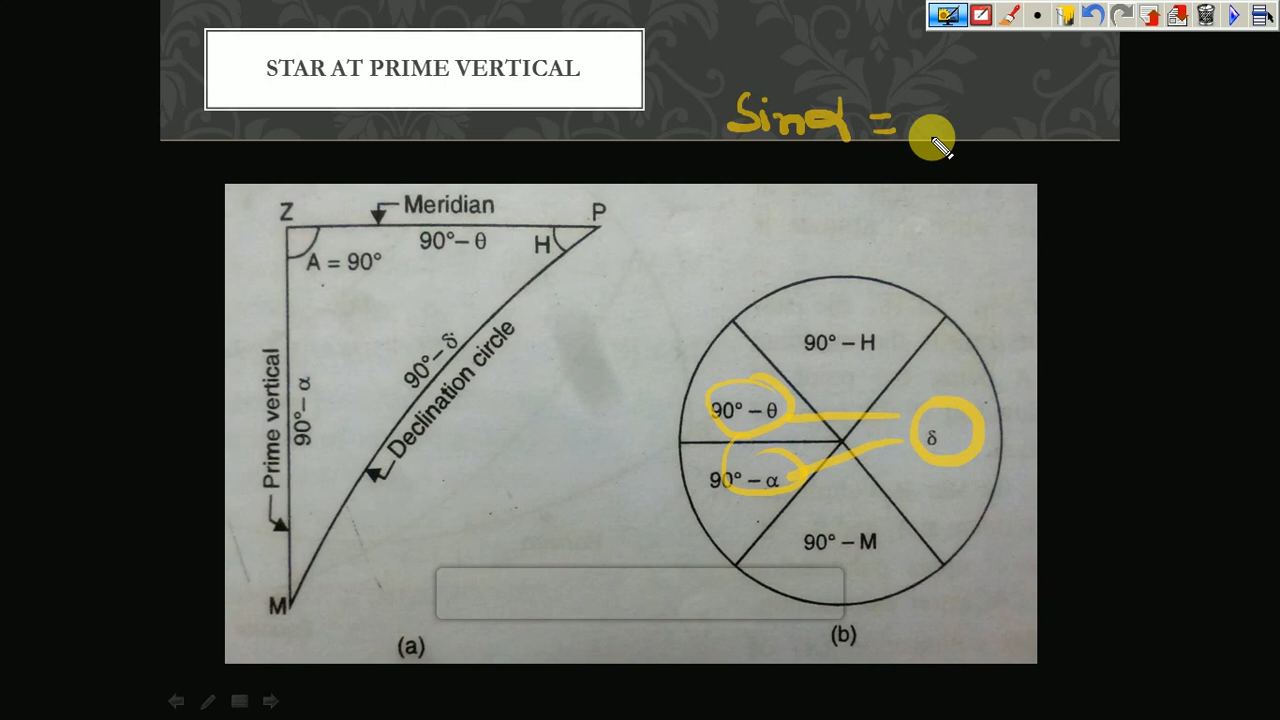 STAR AT PRIME VERTICAL
Sinα =
Z
Meridian
P
90°– θ
H
A = 90°
90°– δ
Declination circle
Prime vertical
90°– α
M
(a)
90° – H
90° – θ
δ
90° – α
90° – M
(b)